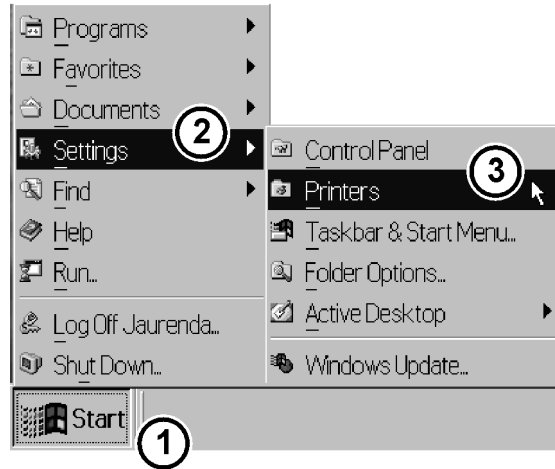 Programs
Favorites
Documents
2
Settings
Control Panel
3
Find
Printers
Help
Taskbar & Start Menu...
Run...
Folder Options...
Active Desktop
Log Off Jaurenda...
Shut Down...
Windows Update...
Start
1